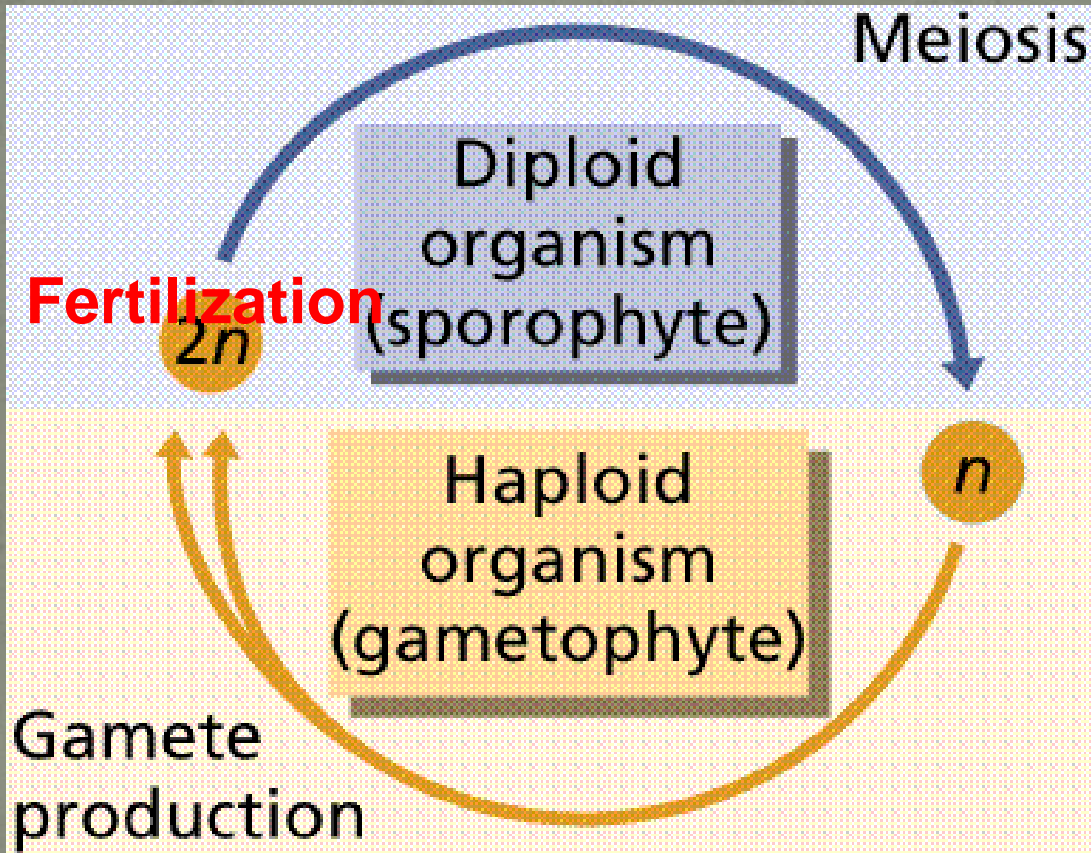 Meiosis
Diploid
organism
(sporophyte)
Fertilization
2n
Haploid
organism
(gametophyte)
n
Gamete
production